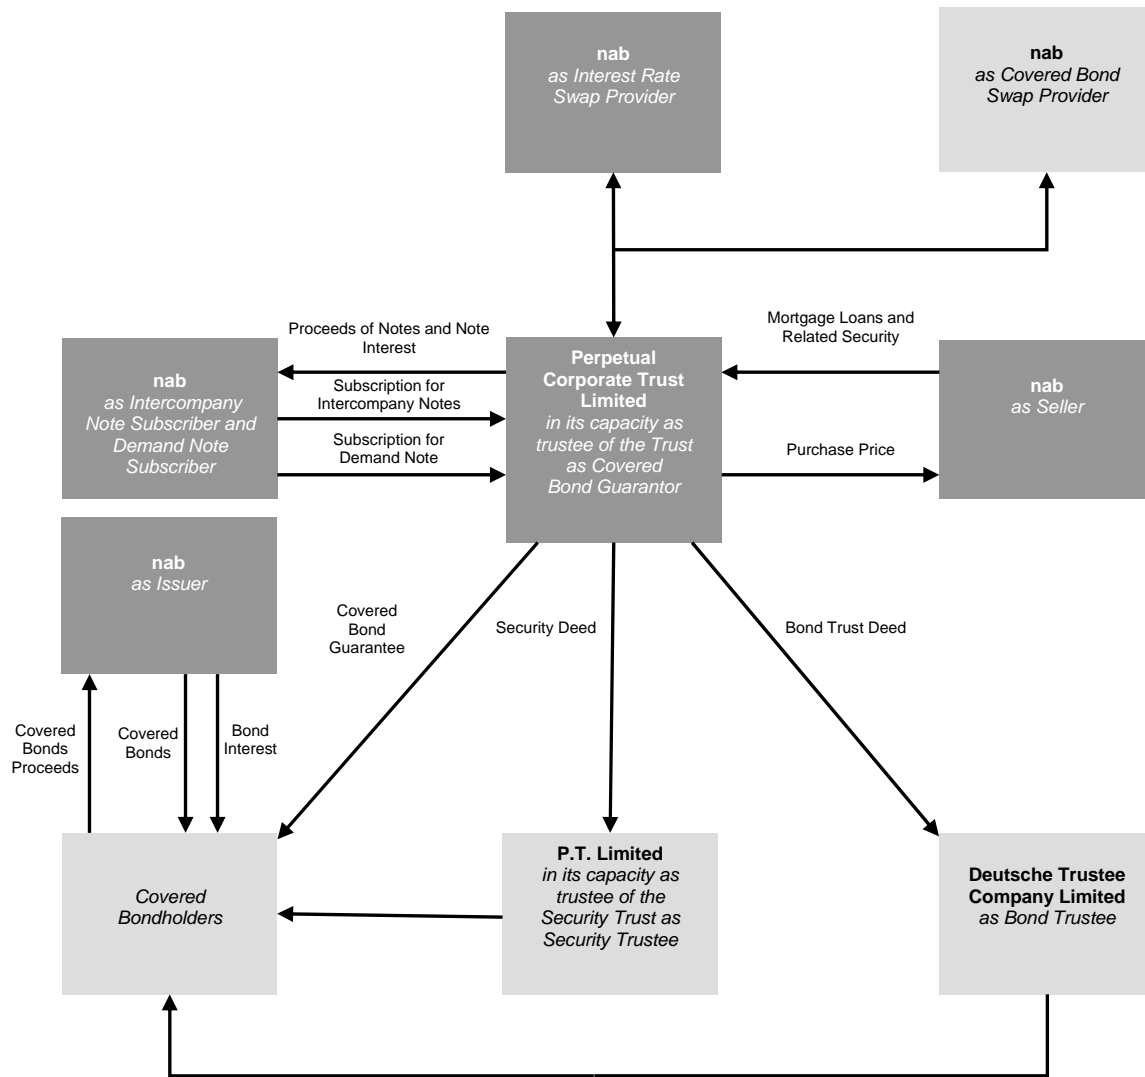 nab
as Interest Rate
Swap Provider
nab
as Covered Bond
Swap Provider
Proceeds of Notes and Note
Interest
Mortgage Loans and
Related Security
nab
as Intercompany
Note Subscriber and
Demand Note
Subscriber
Subscription for
Intercompany Notes
Subscription for
Demand Note
Perpetual
Corporate Trust
Limited
in its capacity as
trustee of the Trust
as Covered
Bond Guarantor
nab
as Seller
Purchase Price
nab
as Issuer
Covered
Bond
Guarantee
Security Deed
Bond Trust Deed
Covered
Bonds
Proceeds
Covered
Bonds
Bond
Interest
Covered
Bondholders
P.T. Limited
in its capacity as
trustee of the
Security Trust as
Security Trustee
Deutsche Trustee
Company Limited
as Bond Trustee